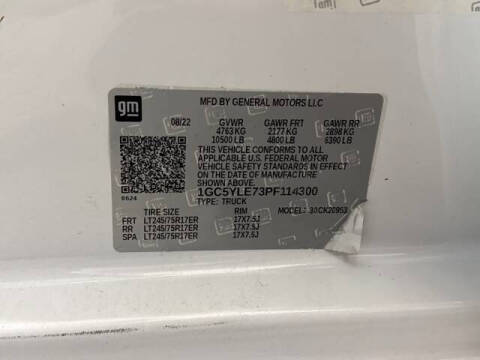 gm
MFD BY GENERAL MOTORS LLC
08/22 GVWR GAWR FRT GAWR RR
4763 KG 2177 KG 2898 KG
10500 LB 4800 LB 6390 LB
THIS VEHICLE CONFORMS TO ALL
APPLICABLE U.S. FEDERAL MOTOR
VEHICLE SAFETY STANDARDS IN EFFECT
ON THE DATE OF MANUFACTURE
1GC5YLE73PF114300
0624 TYPE: TRUCK
TIRE SIZE RIM MODEL: CK20953
FRT LT245/75R17ER 17X7.5J
RR LT245/75R17ER 17X7.5J
SPA LT245/75R17ER 17X7.5J